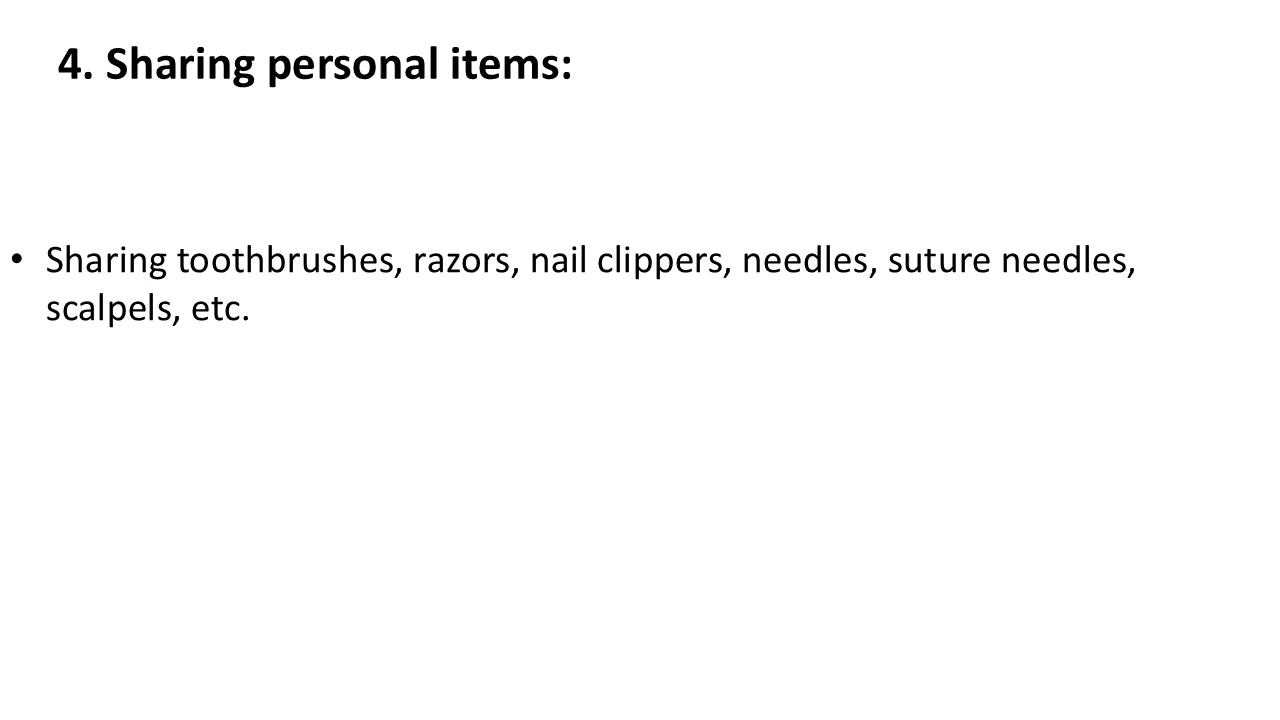 4. Sharing personal items:
• Sharing toothbrushes, razors, nail clippers, needles, suture needles,
scalpels, etc.